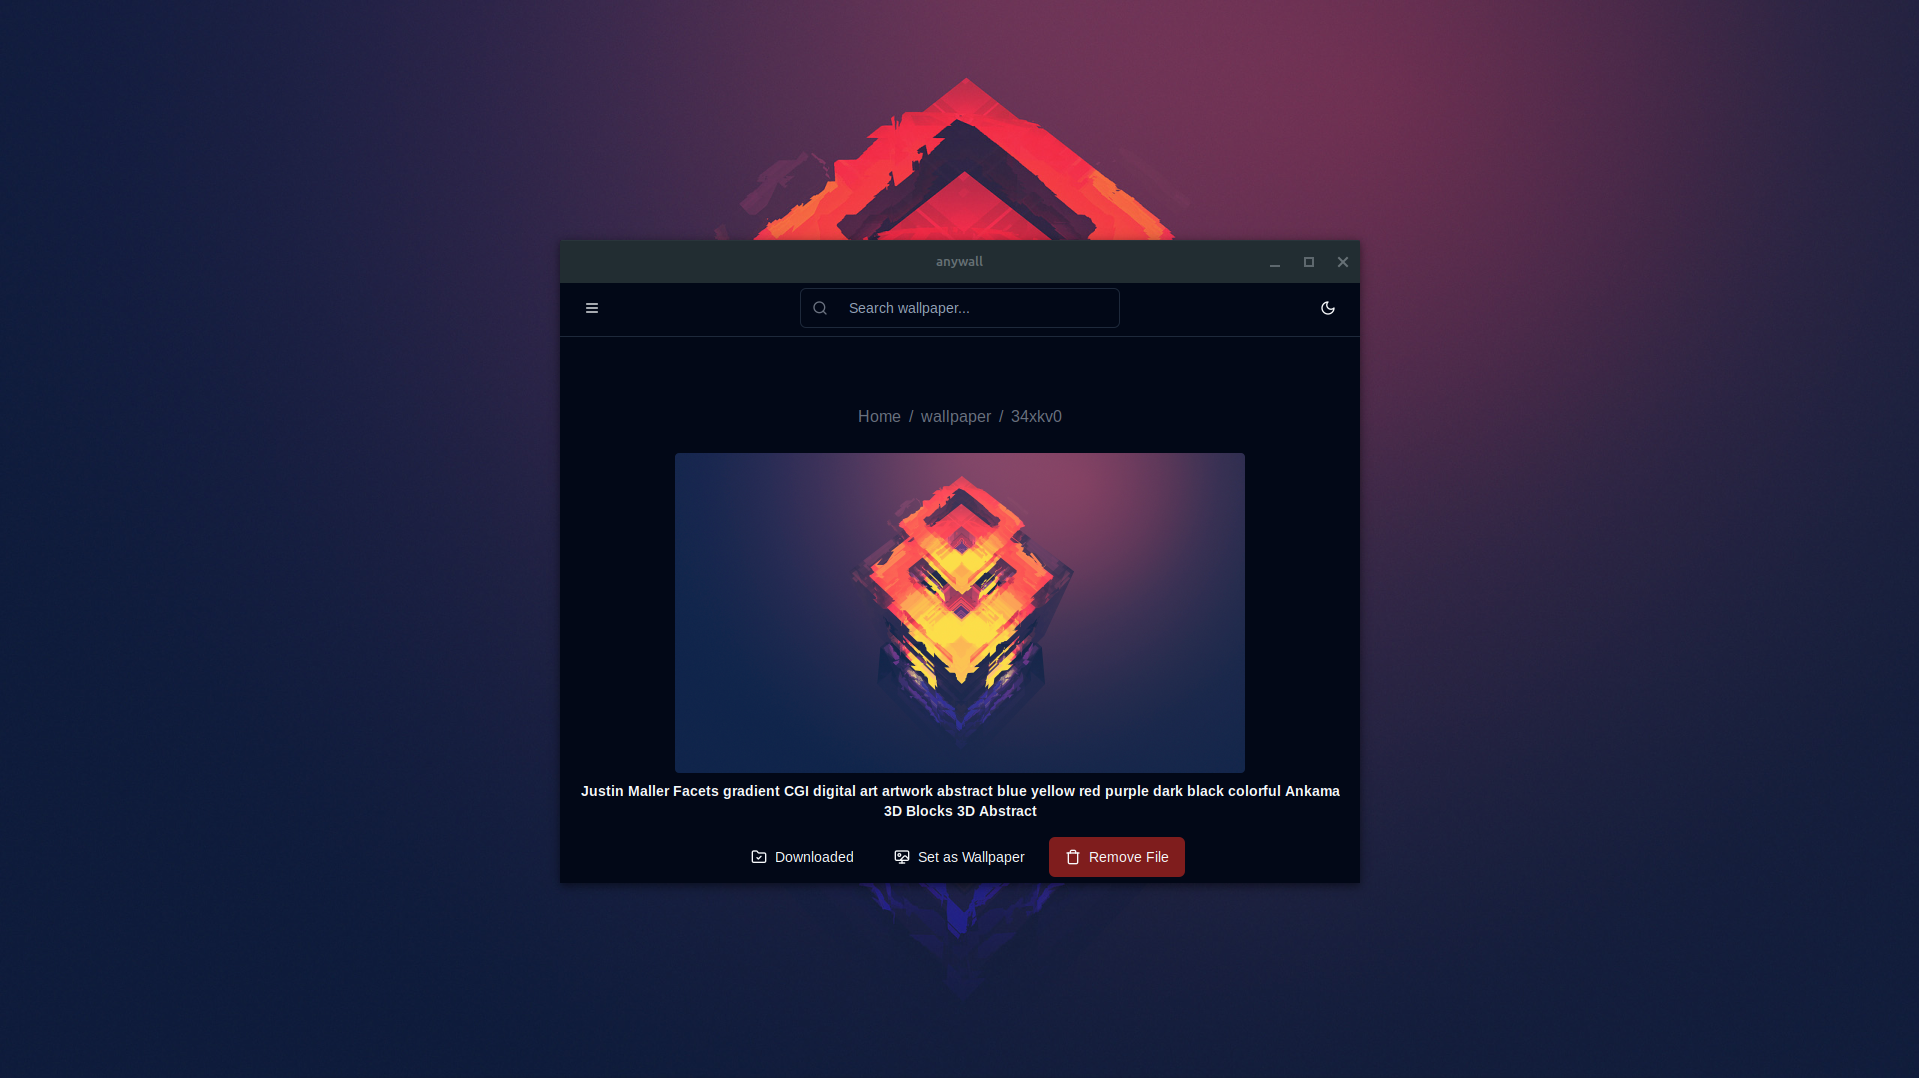 anywall
Search wallpaper...
Home / wallpaper / 34xkv0
Justin Maller Facets gradient CGI digital art artwork abstract blue yellow red purple dark black colorful Ankama
3D Blocks 3D Abstract
Downloaded Set as Wallpaper Remove File